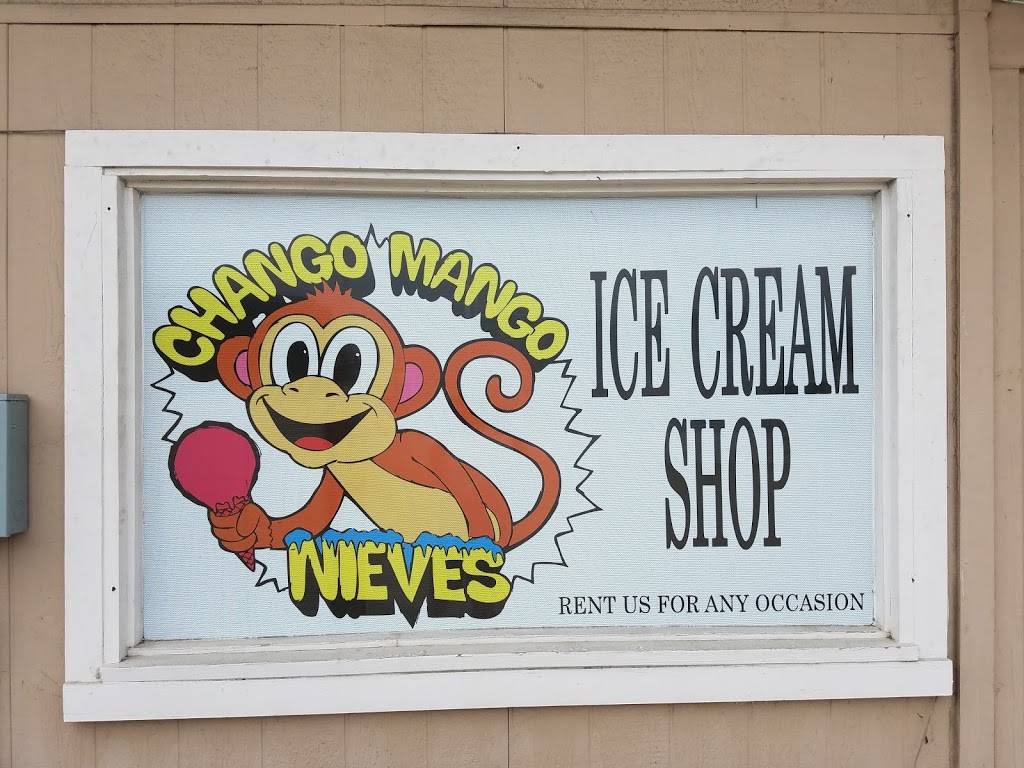 CHANGO MANGO
NIEVES
ICE CREAM
SHOP
RENT US FOR ANY OCCASION